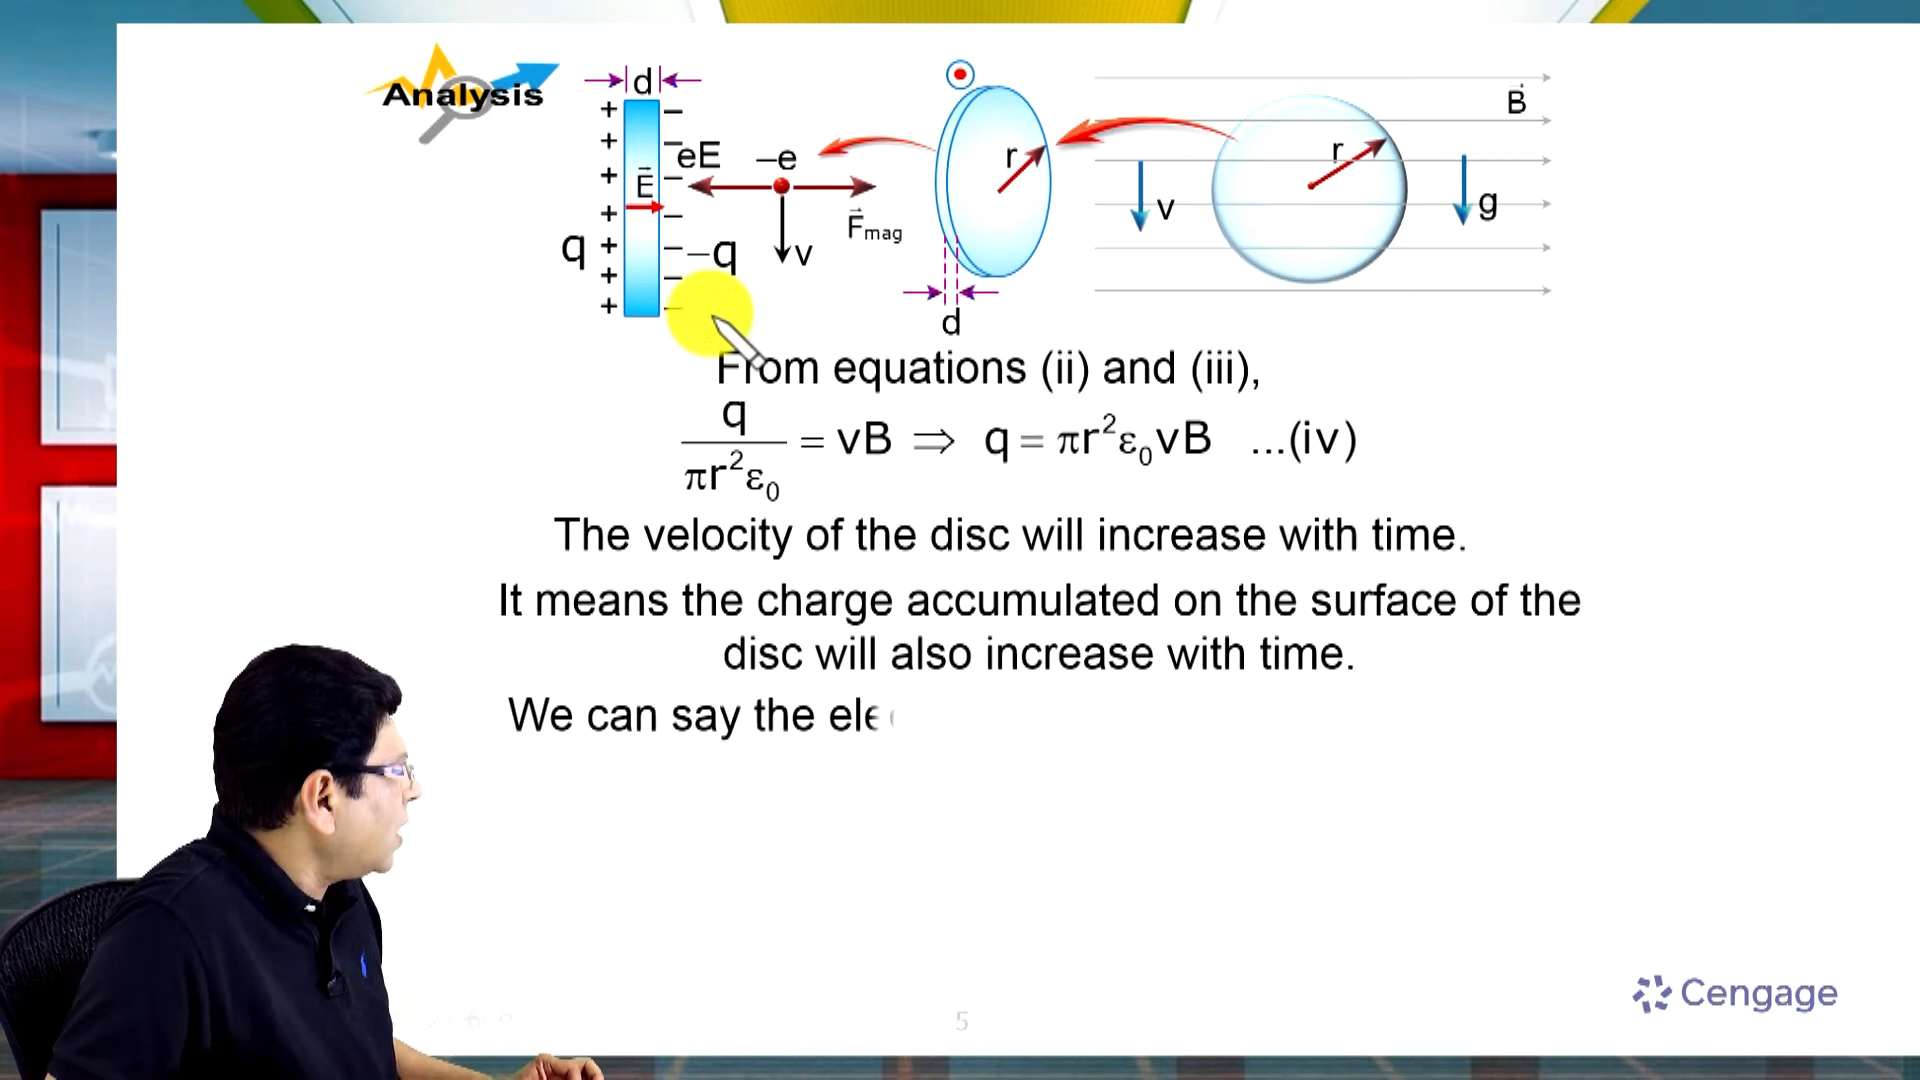 Analysis
d
+ −
+ −
eE −e
+ E⃗ −
+ −
q + − −q
+ −
+ −
F⃗mag
v
r
d
B⃗
r
v
g
From equations (ii) and (iii),
q/πr²ε₀ = vB ⇒ q = πr²ε₀vB ...(iv)
The velocity of the disc will increase with time.
It means the charge accumulated on the surface of the
disc will also increase with time.
We can say the ele
Cengage
5